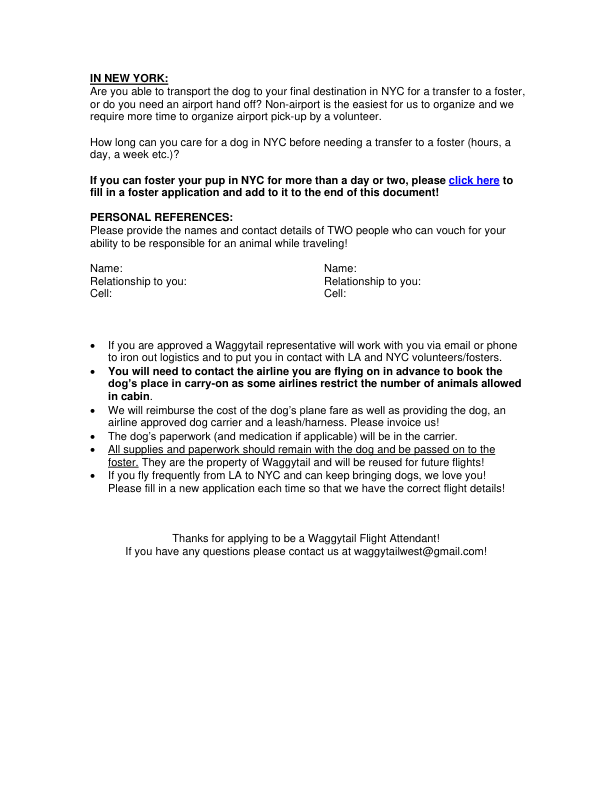 IN NEW YORK:
Are you able to transport the dog to your final destination in NYC for a transfer to a foster,
or do you need an airport hand off? Non-airport is the easiest for us to organize and we
require more time to organize airport pick-up by a volunteer.
How long can you care for a dog in NYC before needing a transfer to a foster (hours, a
day, a week etc.)?
If you can foster your pup in NYC for more than a day or two, please click here to
fill in a foster application and add to it to the end of this document!
PERSONAL REFERENCES:
Please provide the names and contact details of TWO people who can vouch for your
ability to be responsible for an animal while traveling!
Name: Name:
Relationship to you: Relationship to you:
Cell: Cell:
• If you are approved a Waggytail representative will work with you via email or phone
to iron out logistics and to put you in contact with LA and NYC volunteers/fosters.
• You will need to contact the airline you are flying on in advance to book the
dog's place in carry-on as some airlines restrict the number of animals allowed
in cabin.
• We will reimburse the cost of the dog's plane fare as well as providing the dog, an
airline approved dog carrier and a leash/harness. Please invoice us!
• The dog's paperwork (and medication if applicable) will be in the carrier.
• All supplies and paperwork should remain with the dog and be passed on to the
foster. They are the property of Waggytail and will be reused for future flights!
• If you fly frequently from LA to NYC and can keep bringing dogs, we love you!
Please fill in a new application each time so that we have the correct flight details!
Thanks for applying to be a Waggytail Flight Attendant!
If you have any questions please contact us at waggytailwest@gmail.com!